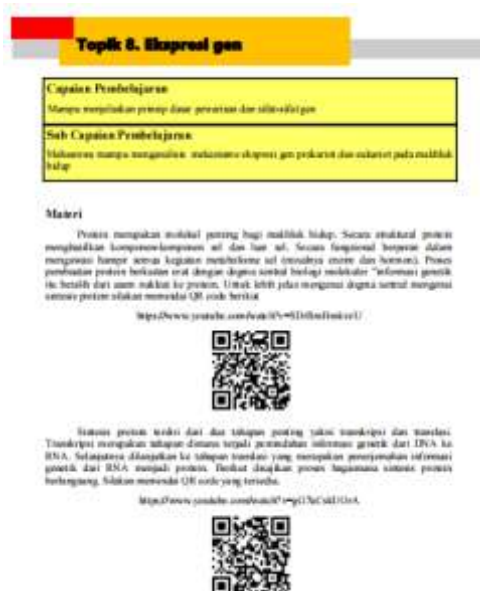 Topik 8. Ekspresi gen
Capaian Pembelajaran
Mampu menjelaskan prinsip dasar pewarisan dan sifat-sifat gen
Sub Capaian Pembelajaran
Mahasiswa mampu menganalisis mekanisme ekspresi gen prokariot dan eukariot pada makhluk
hidup
Materi
Protein merupakan molekul penting bagi makhluk hidup. Secara struktural protein
menghasilkan komponen-komponen sel dan luar sel. Secara fungsional berperan dalam
mengawasi hampir semua kegiatan metabolisme sel (misalnya enzim dan hormon). Proses
pembuatan protein berkaitan erat dengan dogma sentral biologi molekuler "informasi genetik
itu beralih dari asam nukleat ke protein. Untuk lebih jelas mengenai dogma sentral mengenai
sintesis protein silakan memindai QR code berikut
Sintesis protein terdiri dari dua tahapan penting yakni transkripsi dan translasi.
Transkripsi merupakan tahapan dimana terjadi pemindahan informasi genetik dari DNA ke
RNA. Selanjutnya dilanjutkan ke tahapan translasi yang merupakan penerjemahan informasi
genetik dari RNA menjadi protein. Berikut disajikan proses bagaimana sintesis protein
berlangsung. Silakan memindai QR code yang tersedia.